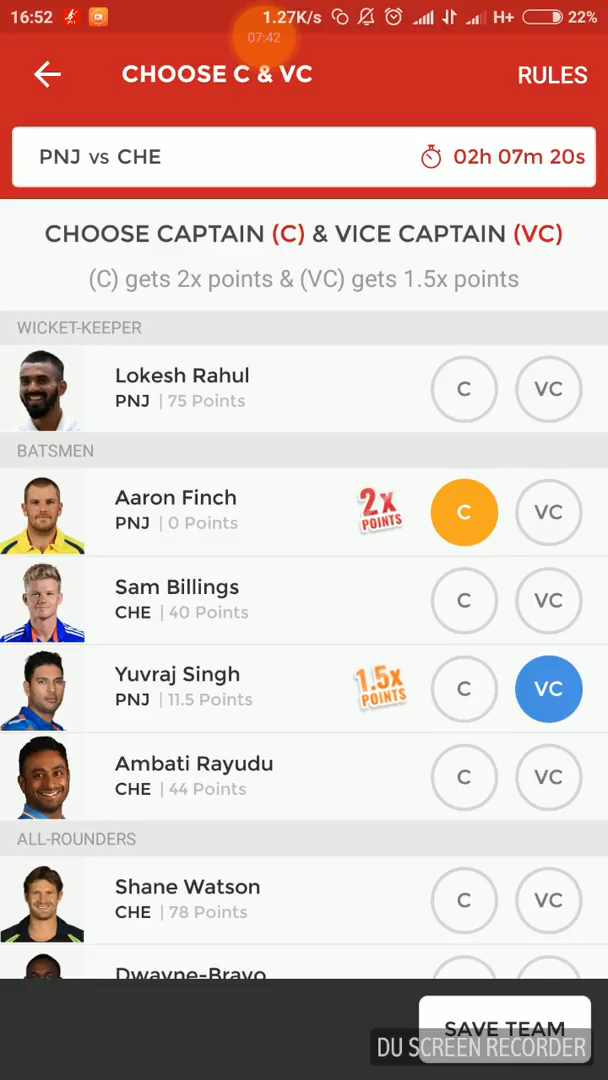 16:52
1.27K/s
H+
22%
07:42
CHOOSE C & VC
RULES
PNJ vs CHE
02h 07m 20s
CHOOSE CAPTAIN (C) & VICE CAPTAIN (VC)
(C) gets 2x points & (VC) gets 1.5x points
WICKET-KEEPER
Lokesh Rahul
PNJ | 75 Points
C
VC
BATSMEN
Aaron Finch
PNJ | 0 Points
2x
POINTS
C
VC
Sam Billings
CHE | 40 Points
C
VC
Yuvraj Singh
PNJ | 11.5 Points
1.5x
POINTS
C
VC
Ambati Rayudu
CHE | 44 Points
C
VC
ALL-ROUNDERS
Shane Watson
CHE | 78 Points
C
VC
Dwayne-Bravo
SAVE TEAM
DU SCREEN RECORDER